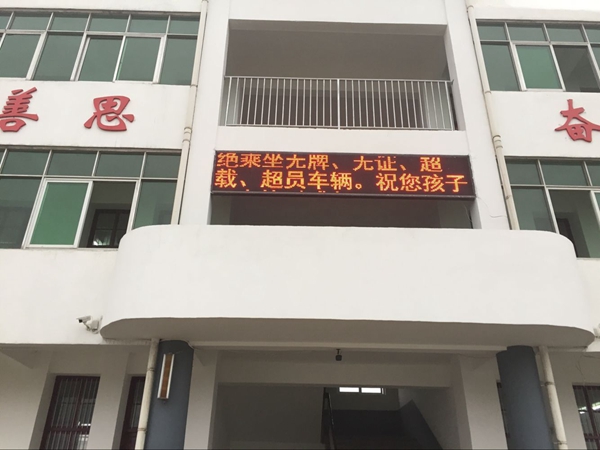 善思
奋
绝乘坐无牌、无证、超
载、超员车辆。祝您孩子